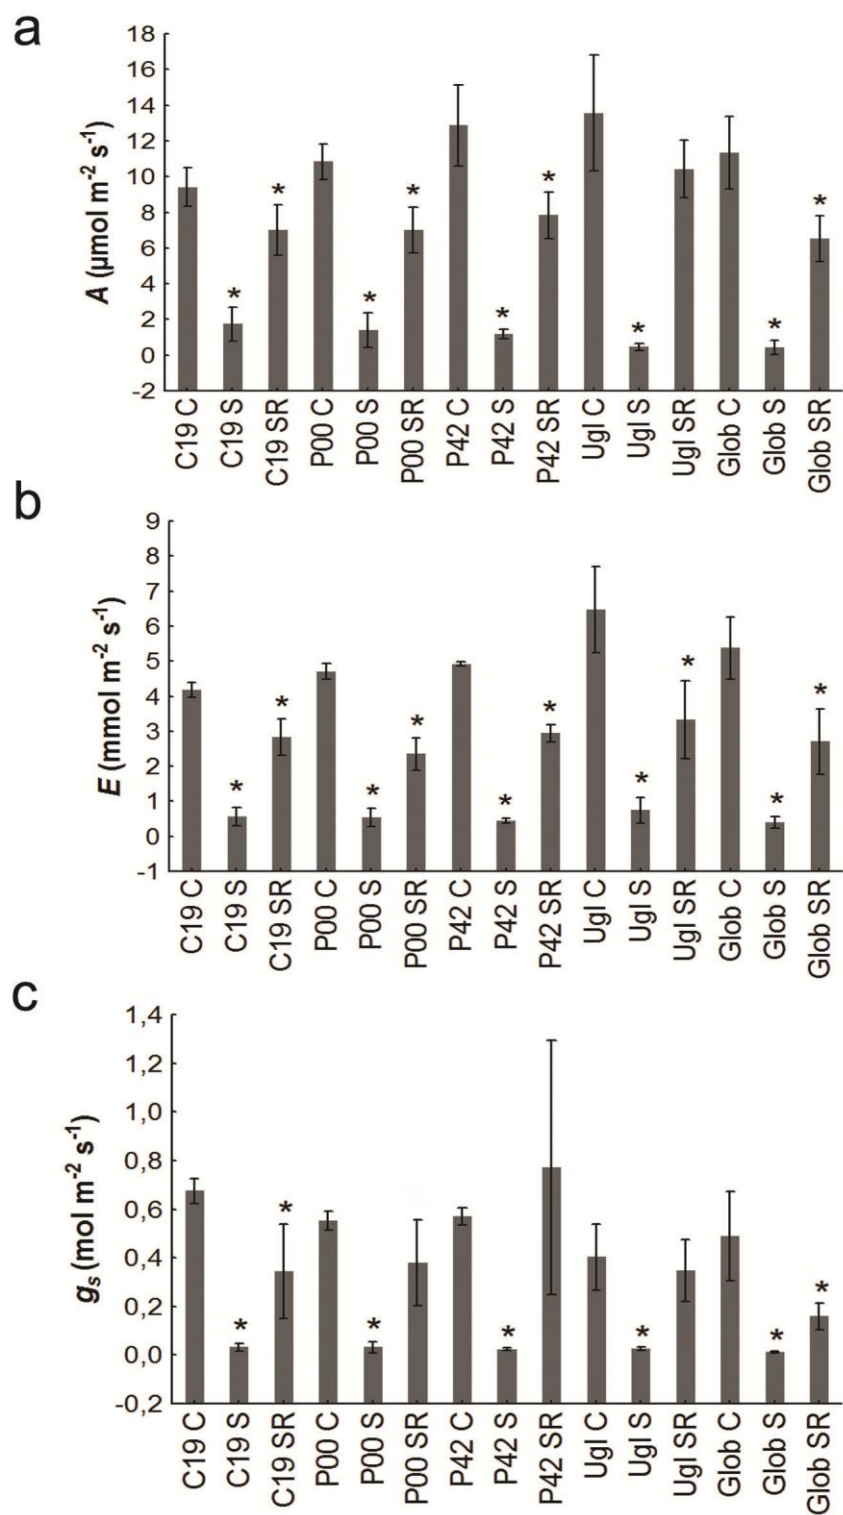 a
18
16
14
12
10
8
6
4
2
0
-2
A (µmol m⁻² s⁻¹)
* * * * * * * * *
C19 C C19 S C19 SR P00 C P00 S P00 SR P42 C P42 S P42 SR Ugl C Ugl S Ugl SR Glob C Glob S Glob SR
b
9
8
7
6
5
4
3
2
1
0
-1
E (mmol m⁻² s⁻¹)
* * * * * * * * * *
C19 C C19 S C19 SR P00 C P00 S P00 SR P42 C P42 S P42 SR Ugl C Ugl S Ugl SR Glob C Glob S Glob SR
c
1,4
1,2
1,0
0,8
0,6
0,4
0,2
0,0
-0,2
gs (mol m⁻² s⁻¹)
* * * * * * *
C19 C C19 S C19 SR P00 C P00 S P00 SR P42 C P42 S P42 SR Ugl C Ugl S Ugl SR Glob C Glob S Glob SR